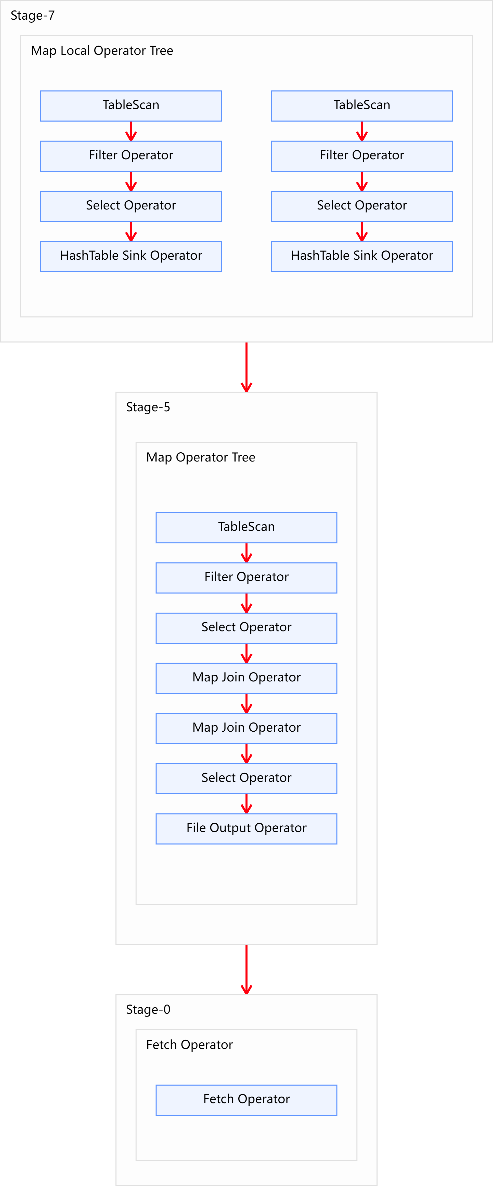 Stage-7
Map Local Operator Tree
TableScan
TableScan
Filter Operator
Filter Operator
Select Operator
Select Operator
HashTable Sink Operator
HashTable Sink Operator
Stage-5
Map Operator Tree
TableScan
Filter Operator
Select Operator
Map Join Operator
Map Join Operator
Select Operator
File Output Operator
Stage-0
Fetch Operator
Fetch Operator